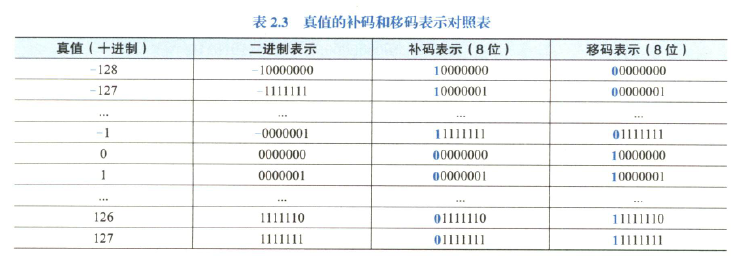 表 2.3 真值的补码和移码表示对照表
真值（十进制） 二进制表示 补码表示（8 位） 移码表示（8 位）
-128 -10000000 10000000 00000000
-127 -1111111 10000001 00000001
... ... ... ...
-1 -0000001 11111111 01111111
0 0000000 00000000 10000000
1 0000001 00000001 10000001
... ... ... ...
126 1111110 01111110 11111110
127 1111111 01111111 11111111